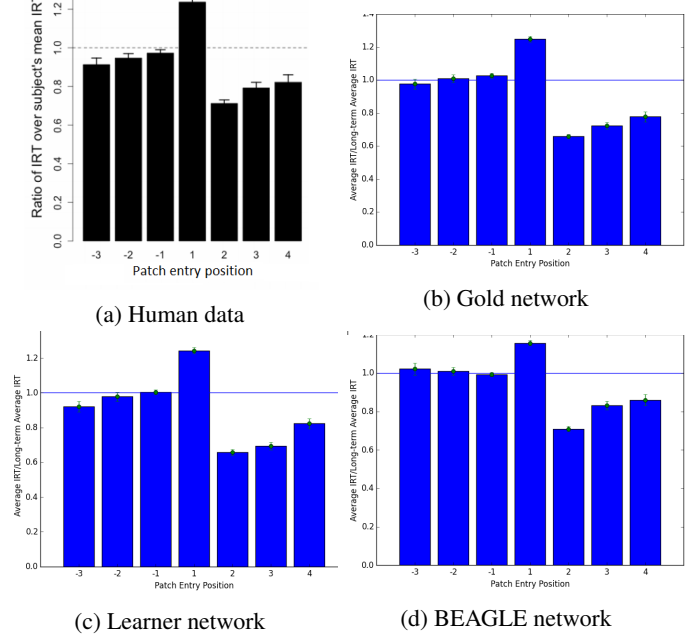 Ratio of IRT over subject's mean IRT
0.0 0.2 0.4 0.6 0.8 1.0 1.2
-3 -2 -1 1 2 3 4
Patch entry position
(a) Human data
Average IRT/Long-term Average IRT
1.4
1.2
1.0
0.8
0.6
0.4
0.2
0.0
-3 -2 -1 1 2 3 4
Patch Entry Position
(b) Gold network
Average IRT/Long-term Average IRT
1.2
1.0
0.8
0.6
0.4
0.2
0.0
-3 -2 -1 1 2 3 4
Patch Entry Position
(c) Learner network
Average IRT/Long-term Average IRT
1.2
1.0
0.8
0.6
0.4
0.2
0.0
-3 -2 -1 1 2 3 4
Patch Entry Position
(d) BEAGLE network